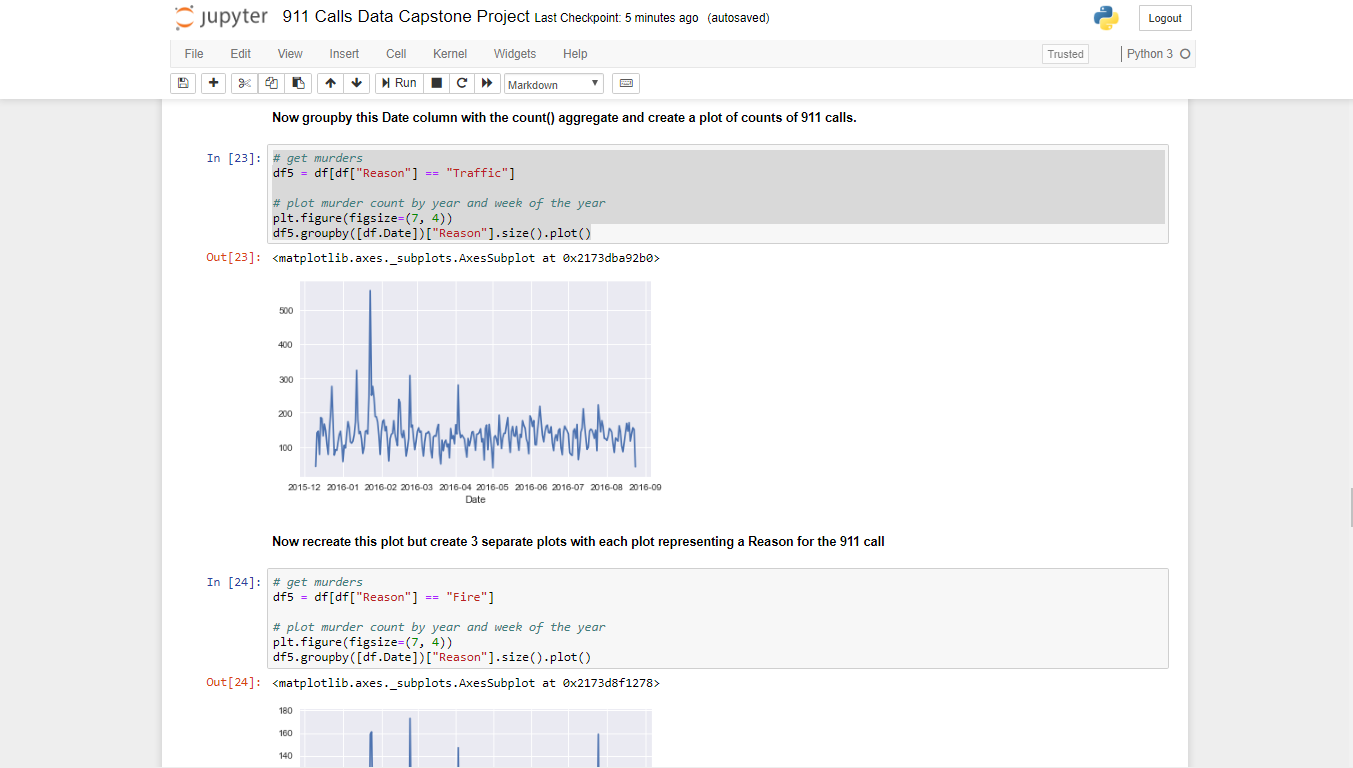 jupyter 911 Calls Data Capstone Project Last Checkpoint: 5 minutes ago (autosaved)
Logout
File Edit View Insert Cell Kernel Widgets Help
Trusted
Python 3
Run
Markdown
Now groupby this Date column with the count() aggregate and create a plot of counts of 911 calls.
In [23]:
# get murders
df5 = df[df["Reason"] == "Traffic"]
# plot murder count by year and week of the year
plt.figure(figsize=(7, 4))
df5.groupby([df.Date])["Reason"].size().plot()
Out[23]: <matplotlib.axes._subplots.AxesSubplot at 0x2173dba92b0>
500
400
300
200
100
2015-12 2016-01 2016-02 2016-03 2016-04 2016-05 2016-06 2016-07 2016-08 2016-09
Date
Now recreate this plot but create 3 separate plots with each plot representing a Reason for the 911 call
In [24]:
# get murders
df5 = df[df["Reason"] == "Fire"]
# plot murder count by year and week of the year
plt.figure(figsize=(7, 4))
df5.groupby([df.Date])["Reason"].size().plot()
Out[24]: <matplotlib.axes._subplots.AxesSubplot at 0x2173d8f1278>
180
160
140